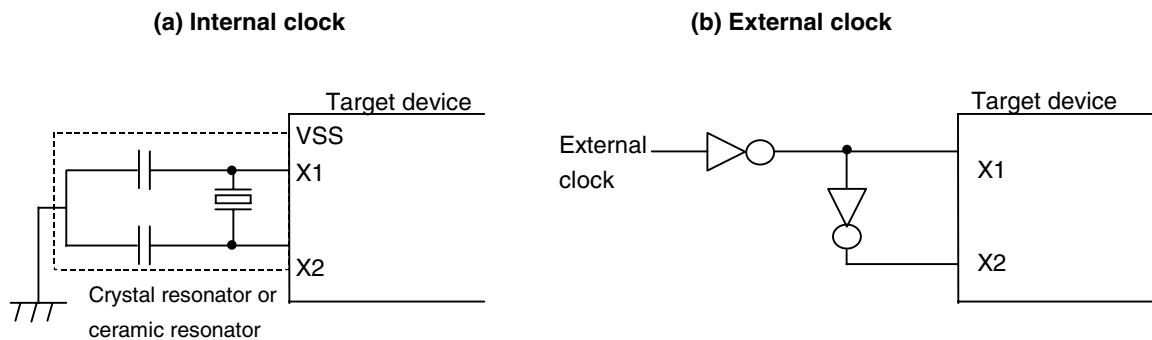 (a) Internal clock
Target device
VSS
X1
X2
Crystal resonator or
ceramic resonator
(b) External clock
Target device
External
clock
X1
X2